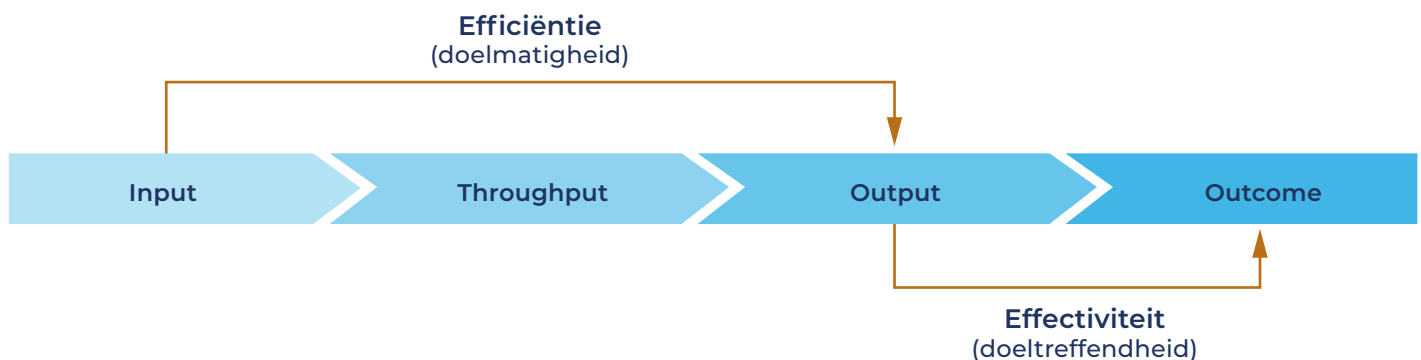 Efficiëntie
(doelmatigheid)
Input
Throughput
Output
Outcome
Effectiviteit
(doeltreffendheid)